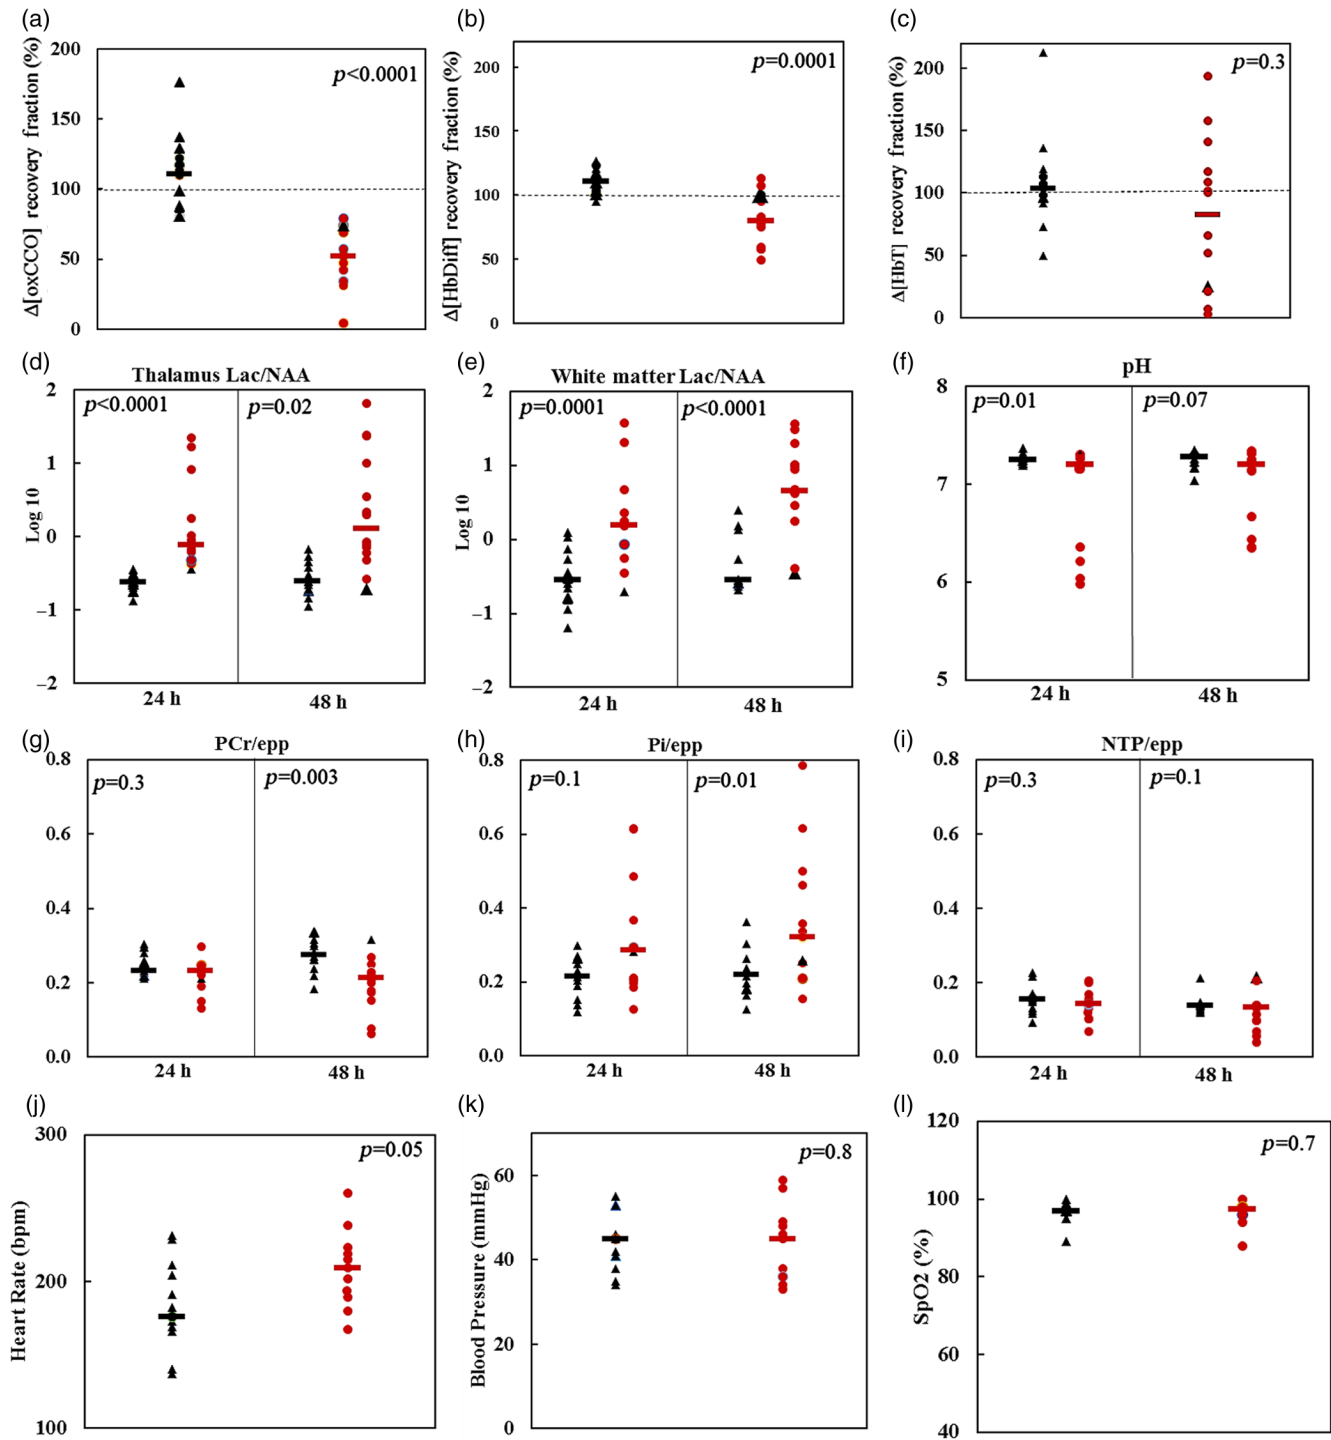 (a)
Δ[oxCCO] recovery fraction (%)
200
150
100
50
0
p<0.0001
(b)
Δ[HbDiff] recovery fraction (%)
200
150
100
50
0
p=0.0001
(c)
Δ[HbT] recovery fraction (%)
200
150
100
50
0
p=0.3
(d)
Thalamus Lac/NAA
Log 10
2
1
0
−1
−2
p<0.0001
p=0.02
24 h
48 h
(e)
White matter Lac/NAA
Log 10
2
1
0
−1
−2
p=0.0001
p<0.0001
24 h
48 h
(f)
pH
8
7
6
5
p=0.01
p=0.07
24 h
48 h
(g)
PCr/epp
0.8
0.6
0.4
0.2
0.0
p=0.3
p=0.003
24 h
48 h
(h)
Pi/epp
0.8
0.6
0.4
0.2
0.0
p=0.1
p=0.01
24 h
48 h
(i)
NTP/epp
0.8
0.6
0.4
0.2
0.0
p=0.3
p=0.1
24 h
48 h
(j)
Heart Rate (bpm)
300
200
100
p=0.05
(k)
Blood Pressure (mmHg)
60
40
20
0
p=0.8
(l)
SpO2 (%)
120
100
80
60
40
p=0.7